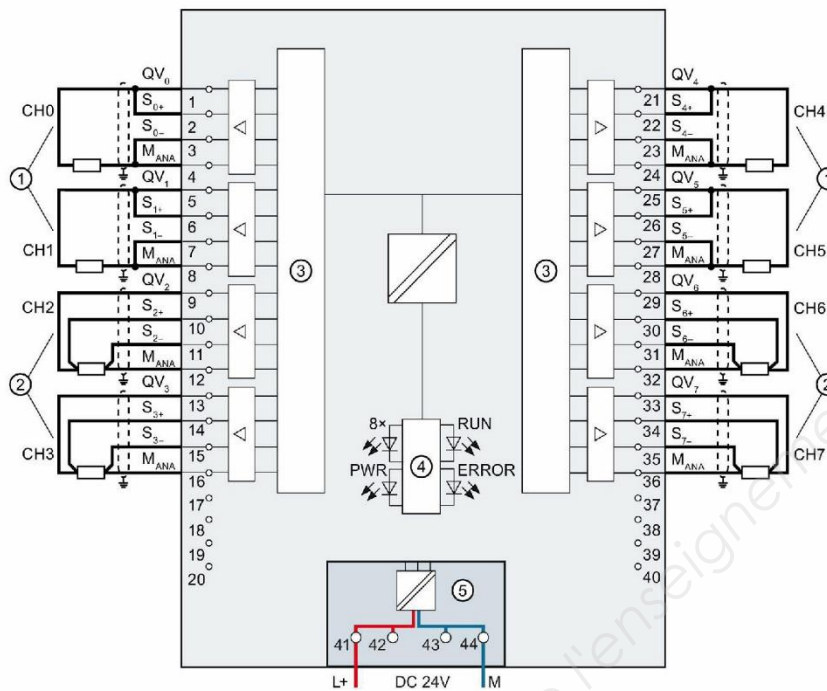 QV0
S0+
CH0
S0–
MANA
1
2
3
4
①
QV1
S1+
S1–
CH1
MANA
5
6
7
8
QV2
CH2
S2+
S2–
MANA
9
10
11
12
②
QV3
S3+
S3–
CH3
MANA
13
14
15
16
17
18
19
20
③
③
8×
RUN
④
PWR
ERROR
⑤
41
42
43
44
L+
DC 24V
M
QV4
S4+
CH4
S4–
MANA
21
22
23
24
QV5
S5+
S5–
CH5
MANA
25
26
27
28
QV6
CH6
S6+
S6–
MANA
29
30
31
32
QV7
S7+
S7–
CH7
MANA
33
34
35
36
37
38
39
40
l'enseigneme